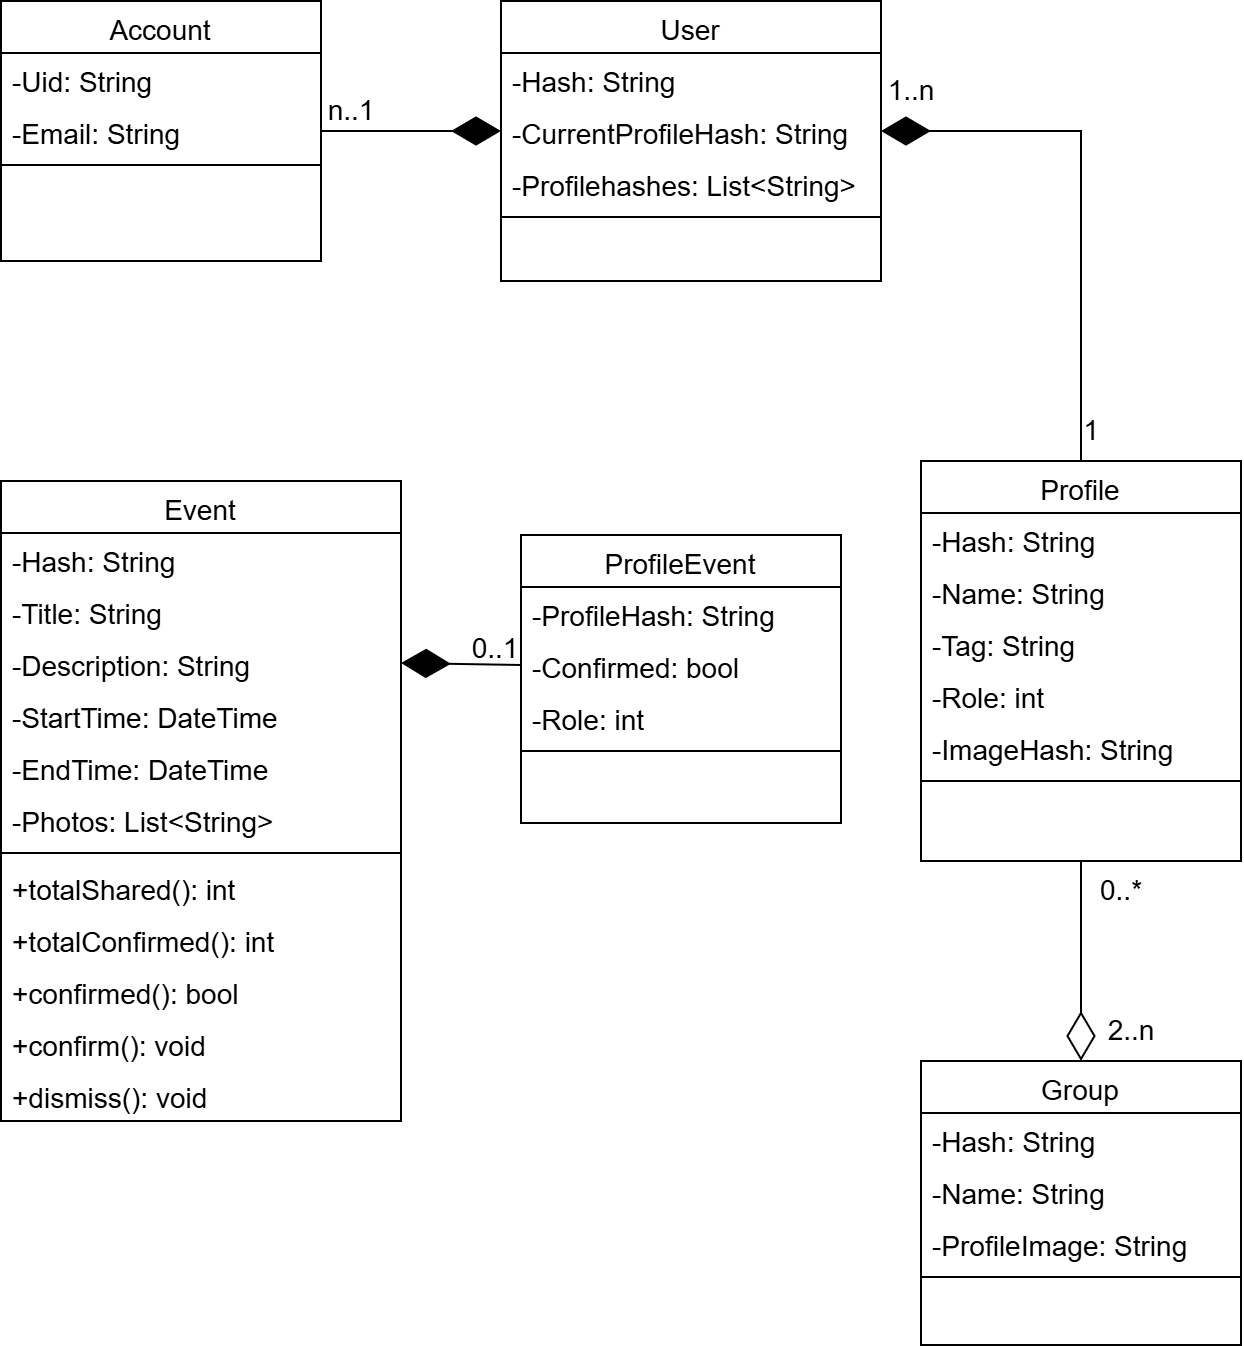 Account
-Uid: String
-Email: String
n..1
User
-Hash: String
-CurrentProfileHash: String
-Profilehashes: List<String>
1..n
1
Event
-Hash: String
-Title: String
-Description: String
-StartTime: DateTime
-EndTime: DateTime
-Photos: List<String>
+totalShared(): int
+totalConfirmed(): int
+confirmed(): bool
+confirm(): void
+dismiss(): void
0..1
ProfileEvent
-ProfileHash: String
-Confirmed: bool
-Role: int
Profile
-Hash: String
-Name: String
-Tag: String
-Role: int
-ImageHash: String
0..*
2..n
Group
-Hash: String
-Name: String
-ProfileImage: String